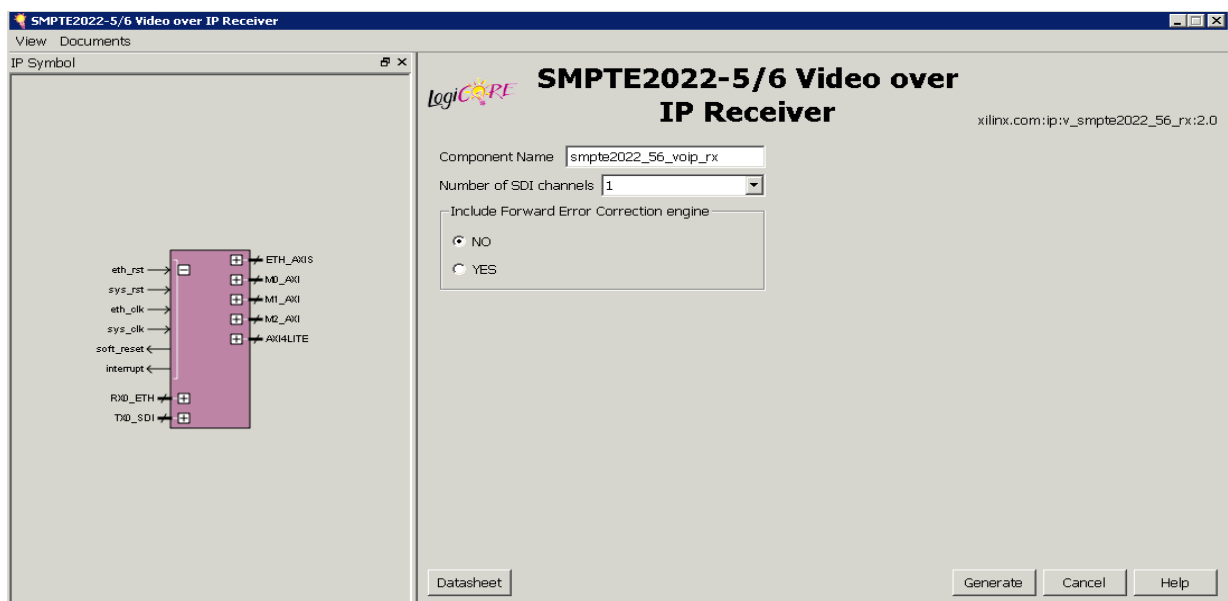 SMPTE2022-5/6 Video over IP Receiver
View Documents
IP Symbol
eth_rst
sys_rst
eth_clk
sys_clk
soft_reset
interrupt
RX0_ETH
TX0_SDI
ETH_AXIS
M0_AXI
M1_AXI
M2_AXI
AXI4LITE
logiCORE
SMPTE2022-5/6 Video over
IP Receiver
xilinx.com:ip:v_smpte2022_56_rx:2.0
Component Name smpte2022_56_voip_rx
Number of SDI channels 1
Include Forward Error Correction engine
NO
YES
Datasheet Generate Cancel Help